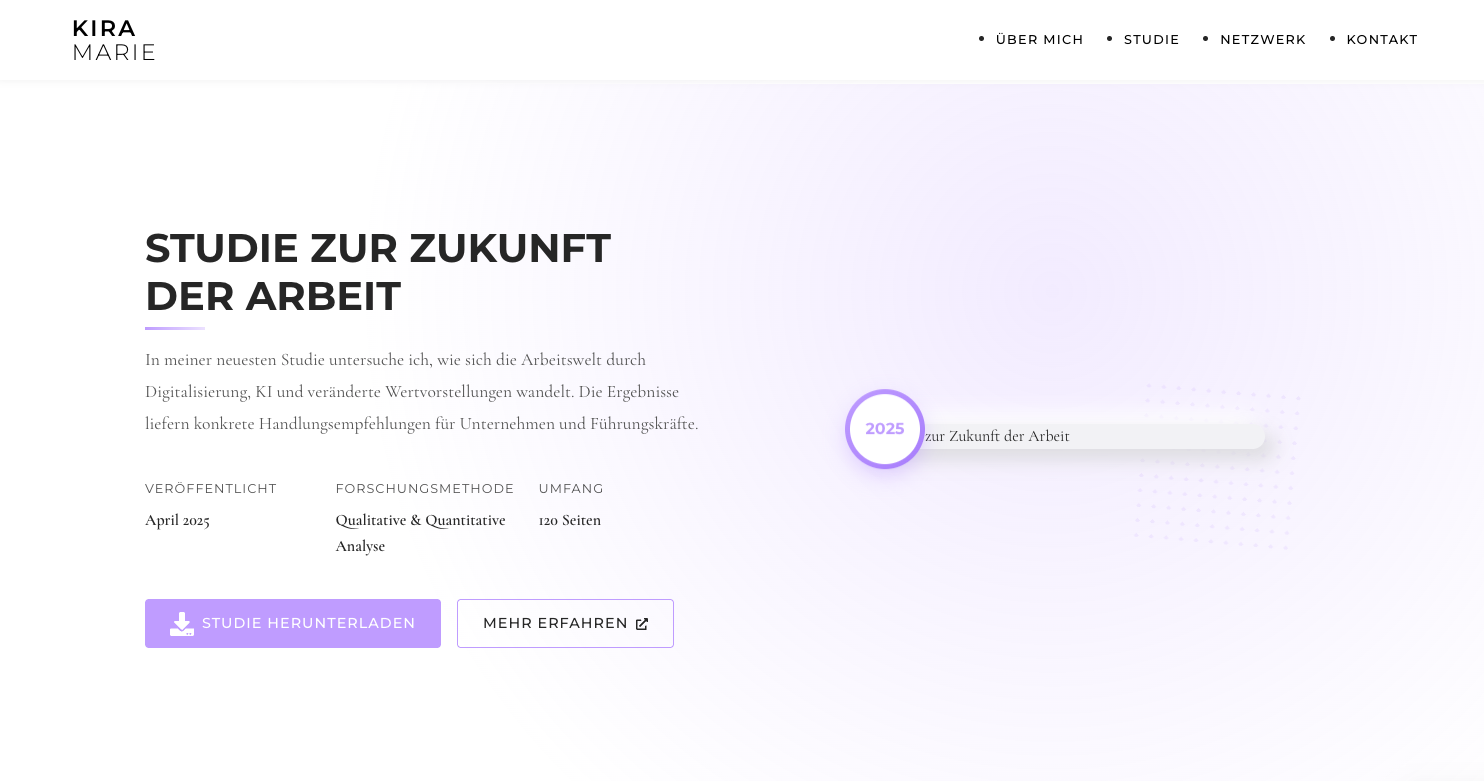 KIRA
MARIE
ÜBER MICH
STUDIE
NETZWERK
KONTAKT
STUDIE ZUR ZUKUNFT
DER ARBEIT
In meiner neuesten Studie untersuche ich, wie sich die Arbeitswelt durch
Digitalisierung, KI und veränderte Wertvorstellungen wandelt. Die Ergebnisse
liefern konkrete Handlungsempfehlungen für Unternehmen und Führungskräfte.
VERÖFFENTLICHT
April 2025
FORSCHUNGSMETHODE
Qualitative & Quantitative
Analyse
UMFANG
120 Seiten
STUDIE HERUNTERLADEN
MEHR ERFAHREN
2025
zur Zukunft der Arbeit